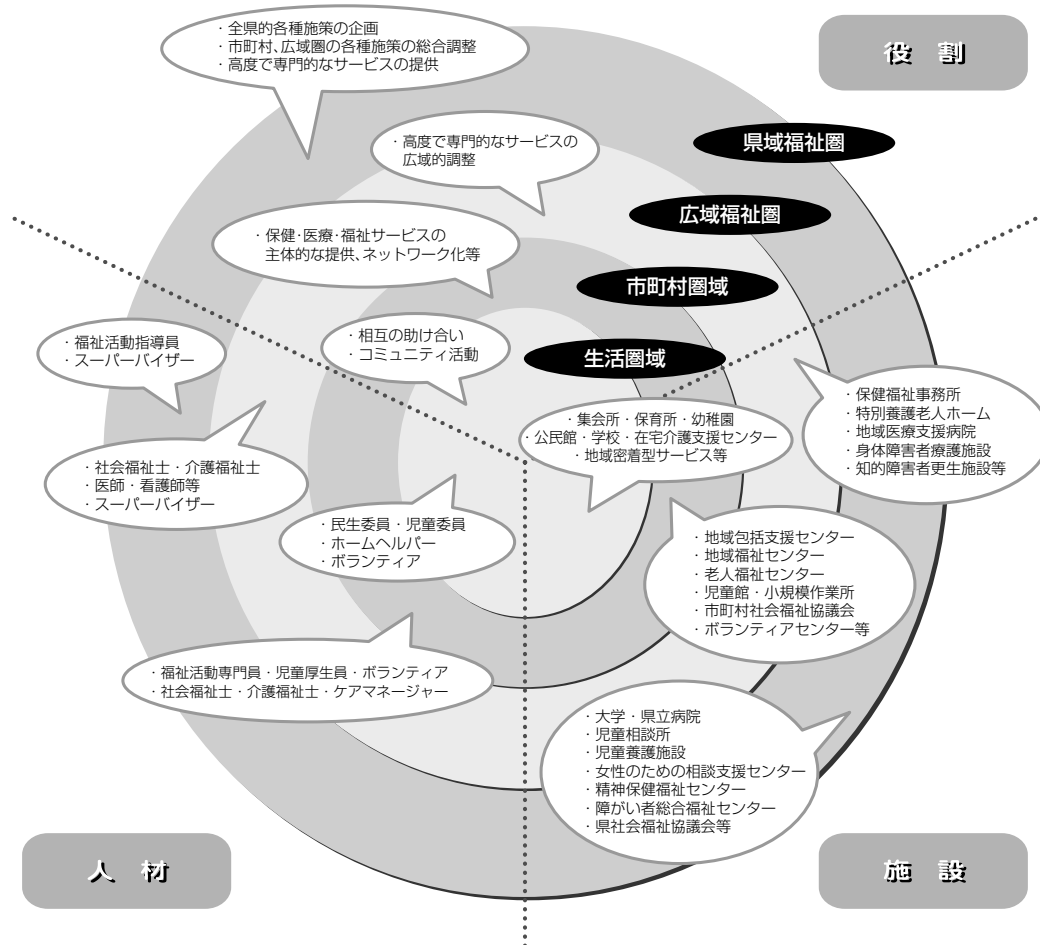 ・全県的各種施策の企画
・市町村、広域圏の各種施策の総合調整
・高度で専門的なサービスの提供
役 割
県域福祉圏
・高度で専門的なサービスの
広域的調整
広域福祉圏
・保健・医療・福祉サービスの
主体的な提供、ネットワーク化等
市町村圏域
・相互の助け合い
・コミュニティ活動
生活圏域
・福祉活動指導員
・スーパーバイザー
・社会福祉士・介護福祉士
・医師・看護師等
・スーパーバイザー
・民生委員・児童委員
・ホームヘルパー
・ボランティア
・福祉活動専門員・児童厚生員・ボランティア
・社会福祉士・介護福祉士・ケアマネージャー
人 材
・集会所・保育所・幼稚園
・公民館・学校・在宅介護支援センター
・地域密着型サービス等
・保健福祉事務所
・特別養護老人ホーム
・地域医療支援病院
・身体障害者療護施設
・知的障害者更生施設等
・地域包括支援センター
・地域福祉センター
・老人福祉センター
・児童館・小規模作業所
・市町村社会福祉協議会
・ボランティアセンター等
・大学・県立病院
・児童相談所
・児童養護施設
・女性のための相談支援センター
・精神保健福祉センター
・障がい者総合福祉センター
・県社会福祉協議会等
施 設